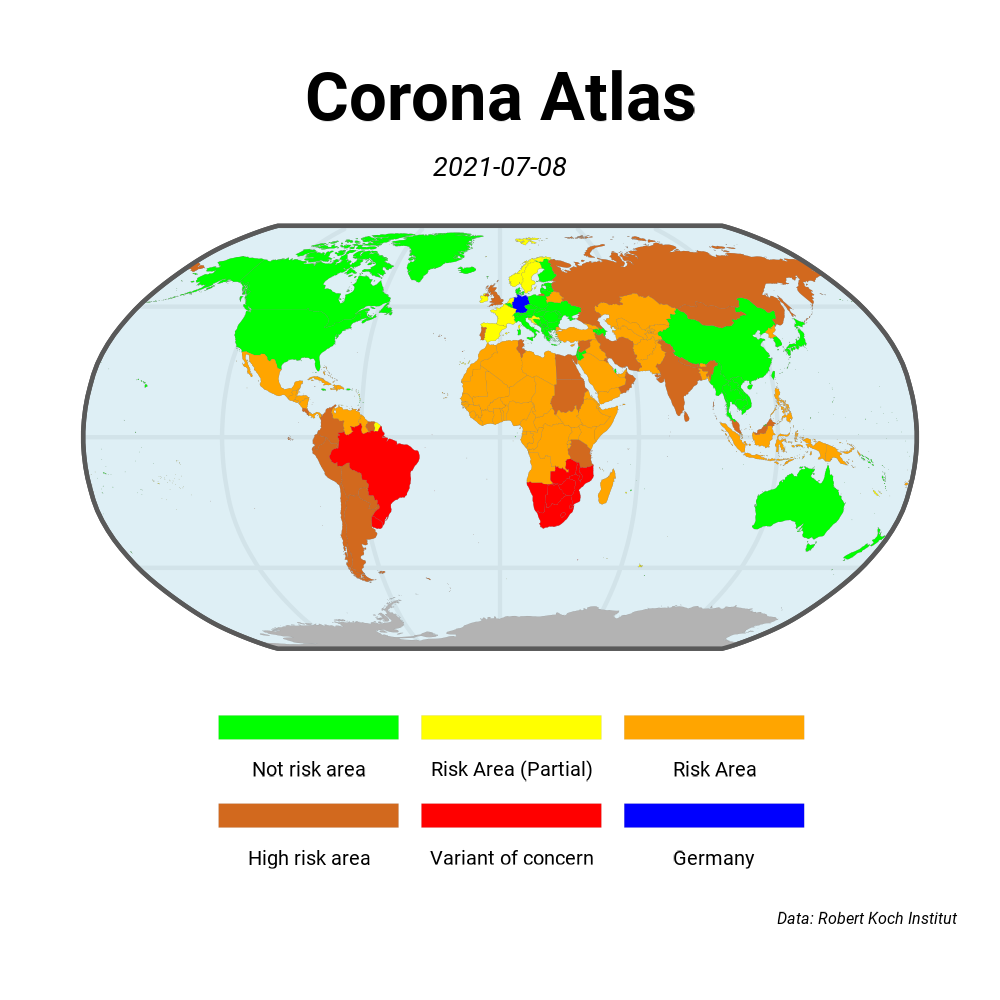 Corona Atlas
2021-07-08
Not risk area
Risk Area (Partial)
Risk Area
High risk area
Variant of concern
Germany
Data: Robert Koch Institut